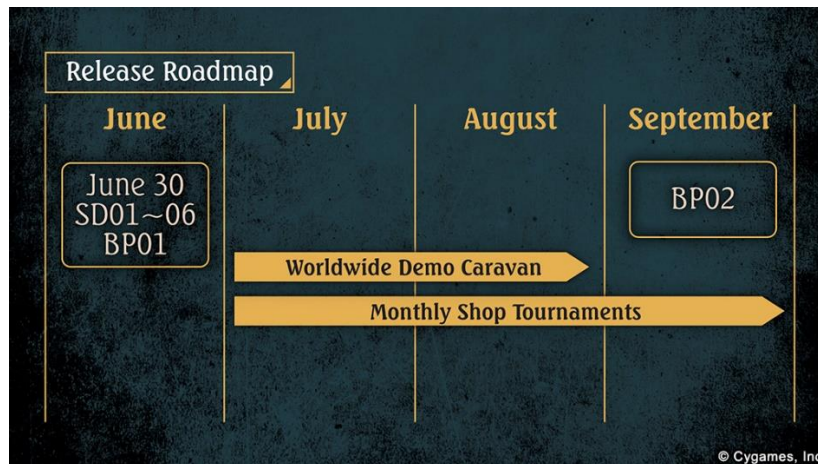 Release Roadmap
June
July
August
September
June 30
SD01~06
BP01
BP02
Worldwide Demo Caravan
Monthly Shop Tournaments
© Cygames, Inc